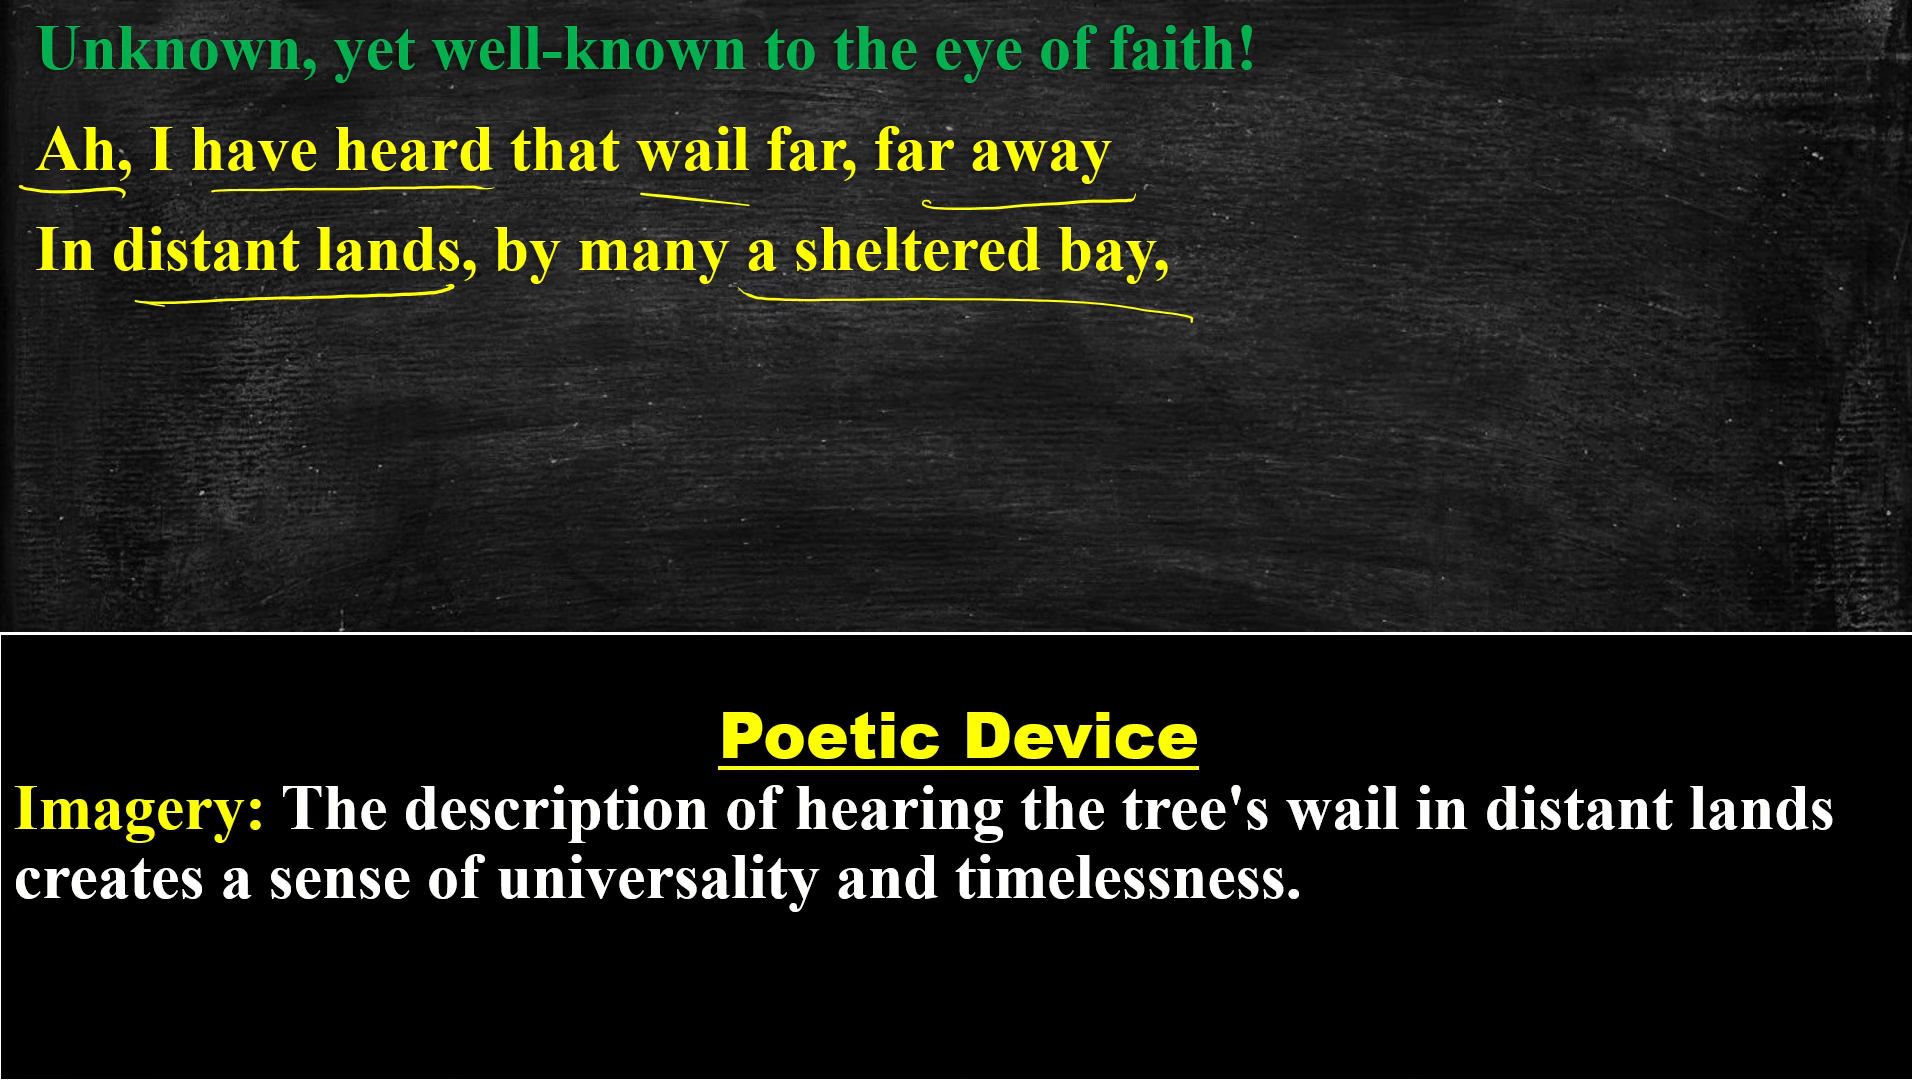 Unknown, yet well-known to the eye of faith!
Ah, I have heard that wail far, far away
In distant lands, by many a sheltered bay,
Poetic Device
Imagery: The description of hearing the tree's wail in distant lands
creates a sense of universality and timelessness.